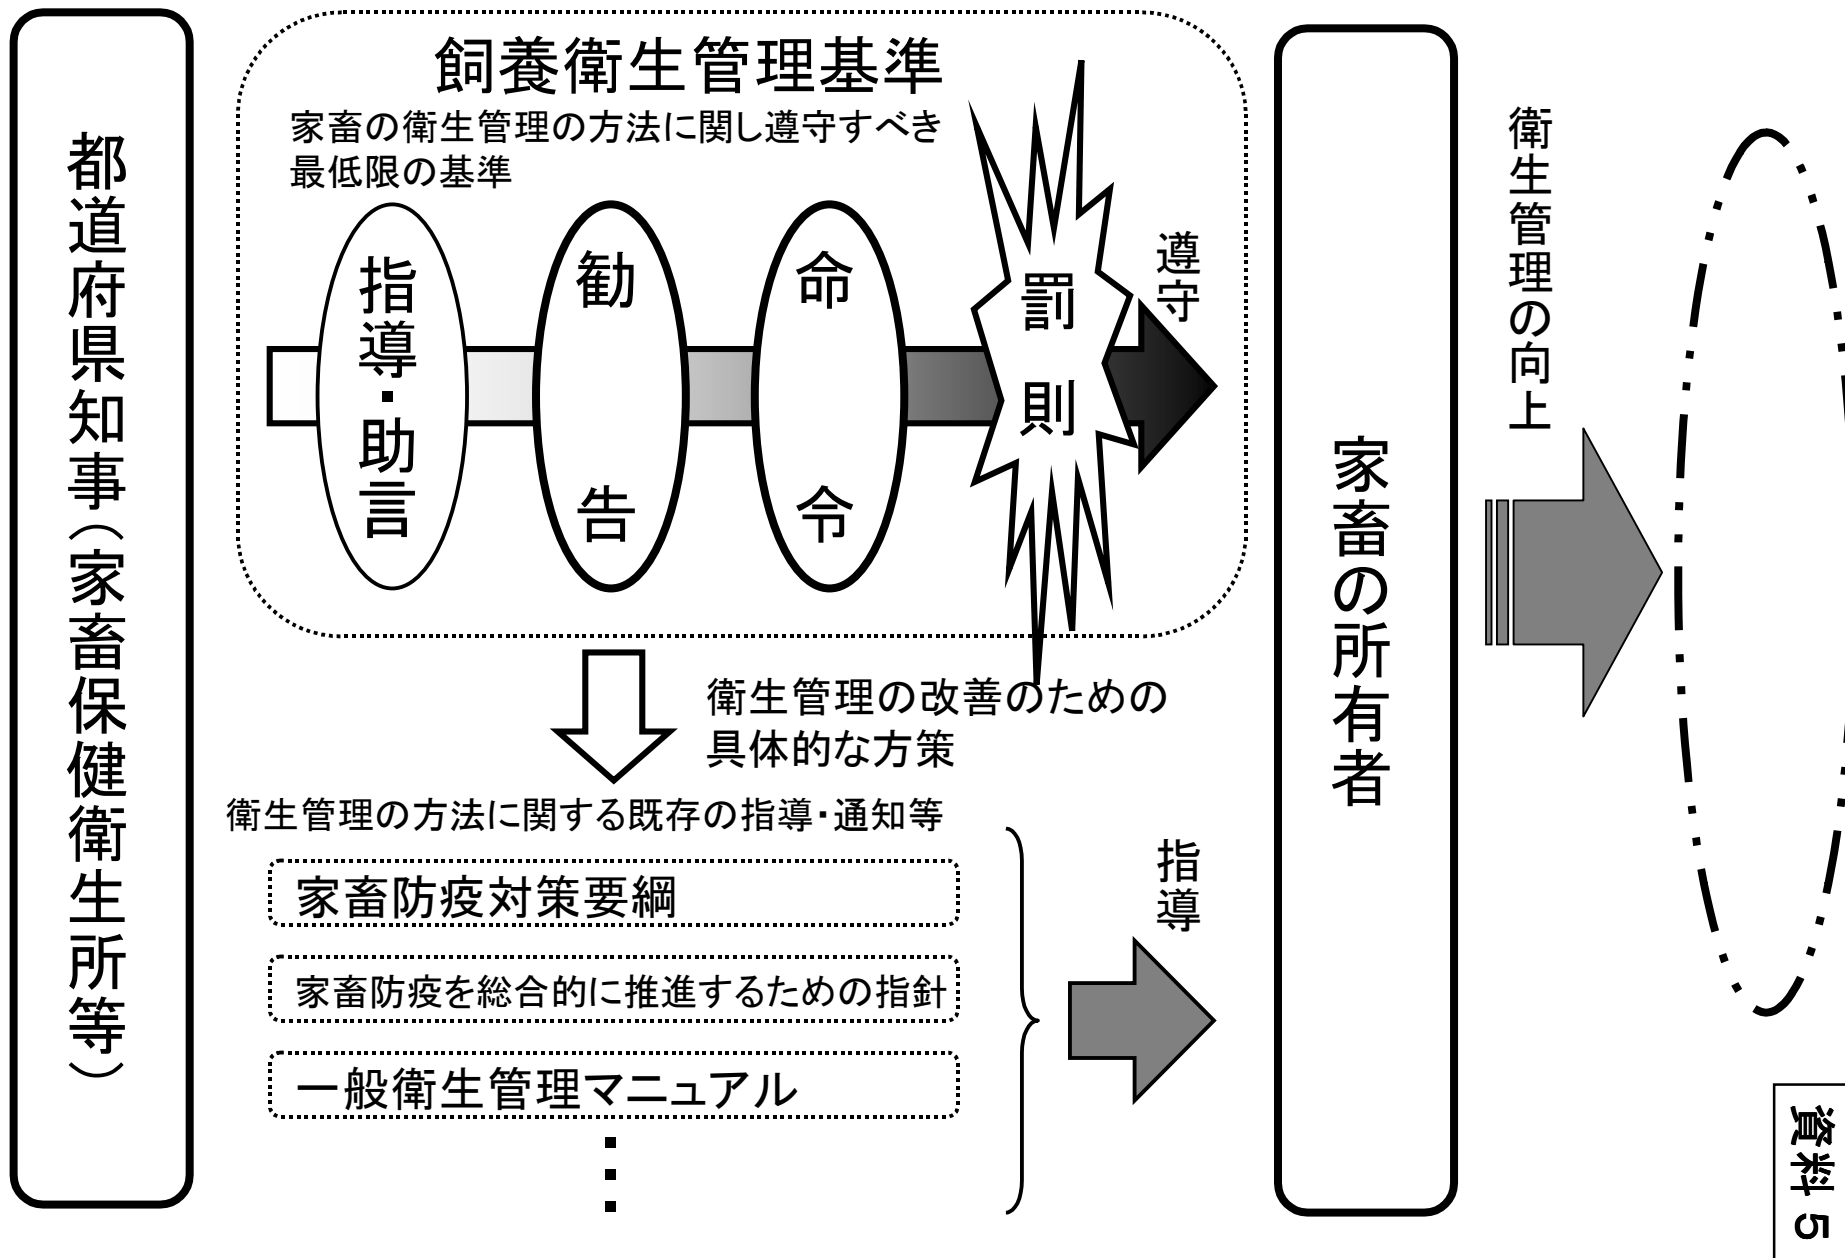 都道府県知事（家畜保健衛生所等）
飼養衛生管理基準
家畜の衛生管理の方法に関し遵守すべき
最低限の基準
指導・助言
勧告
命令
罰則
遵守
衛生管理の改善のための
具体的な方策
衛生管理の方法に関する既存の指導・通知等
家畜防疫対策要綱
家畜防疫を総合的に推進するための指針
一般衛生管理マニュアル
・・・
指導
家畜の所有者
衛生管理の向上
資料５